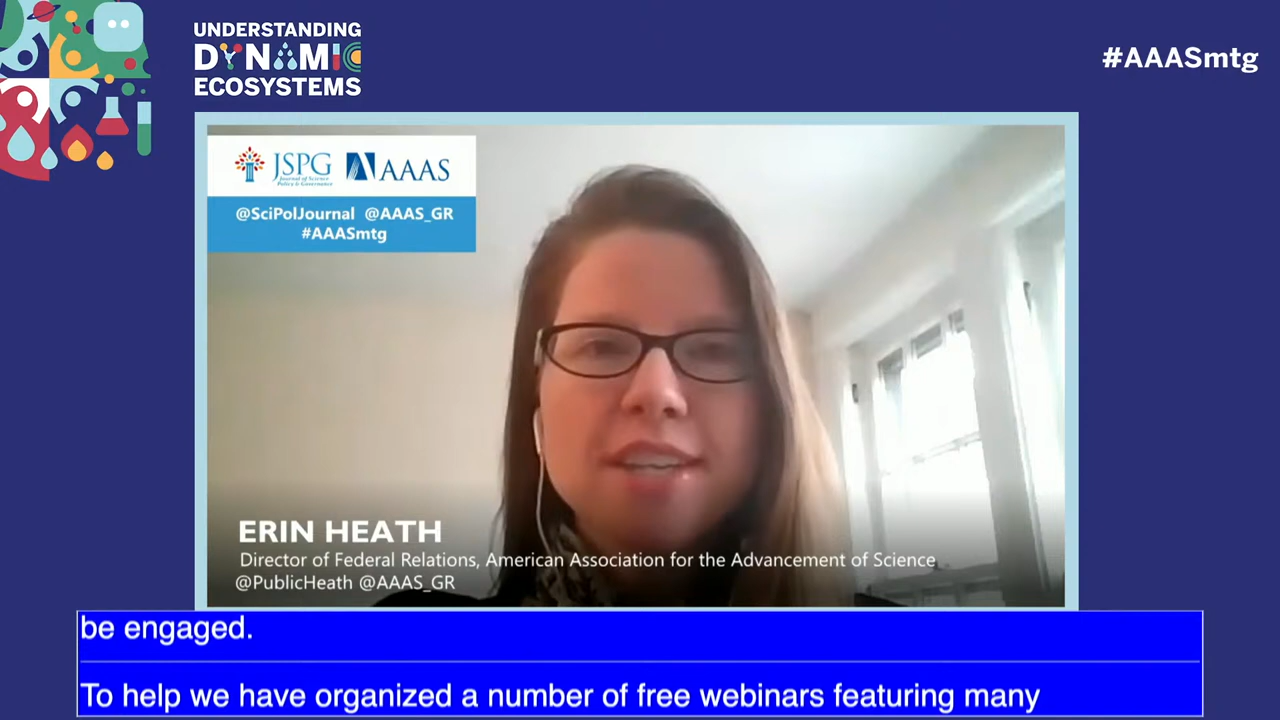 UNDERSTANDING
DYNAMIC
ECOSYSTEMS
#AAASmtg
JSPG
Journal of Science
Policy & Governance
AAAS
@SciPolJournal @AAAS_GR
#AAASmtg
ERIN HEATH
Director of Federal Relations, American Association for the Advancement of Science
@PublicHeath @AAAS_GR
be engaged.
To help we have organized a number of free webinars featuring many